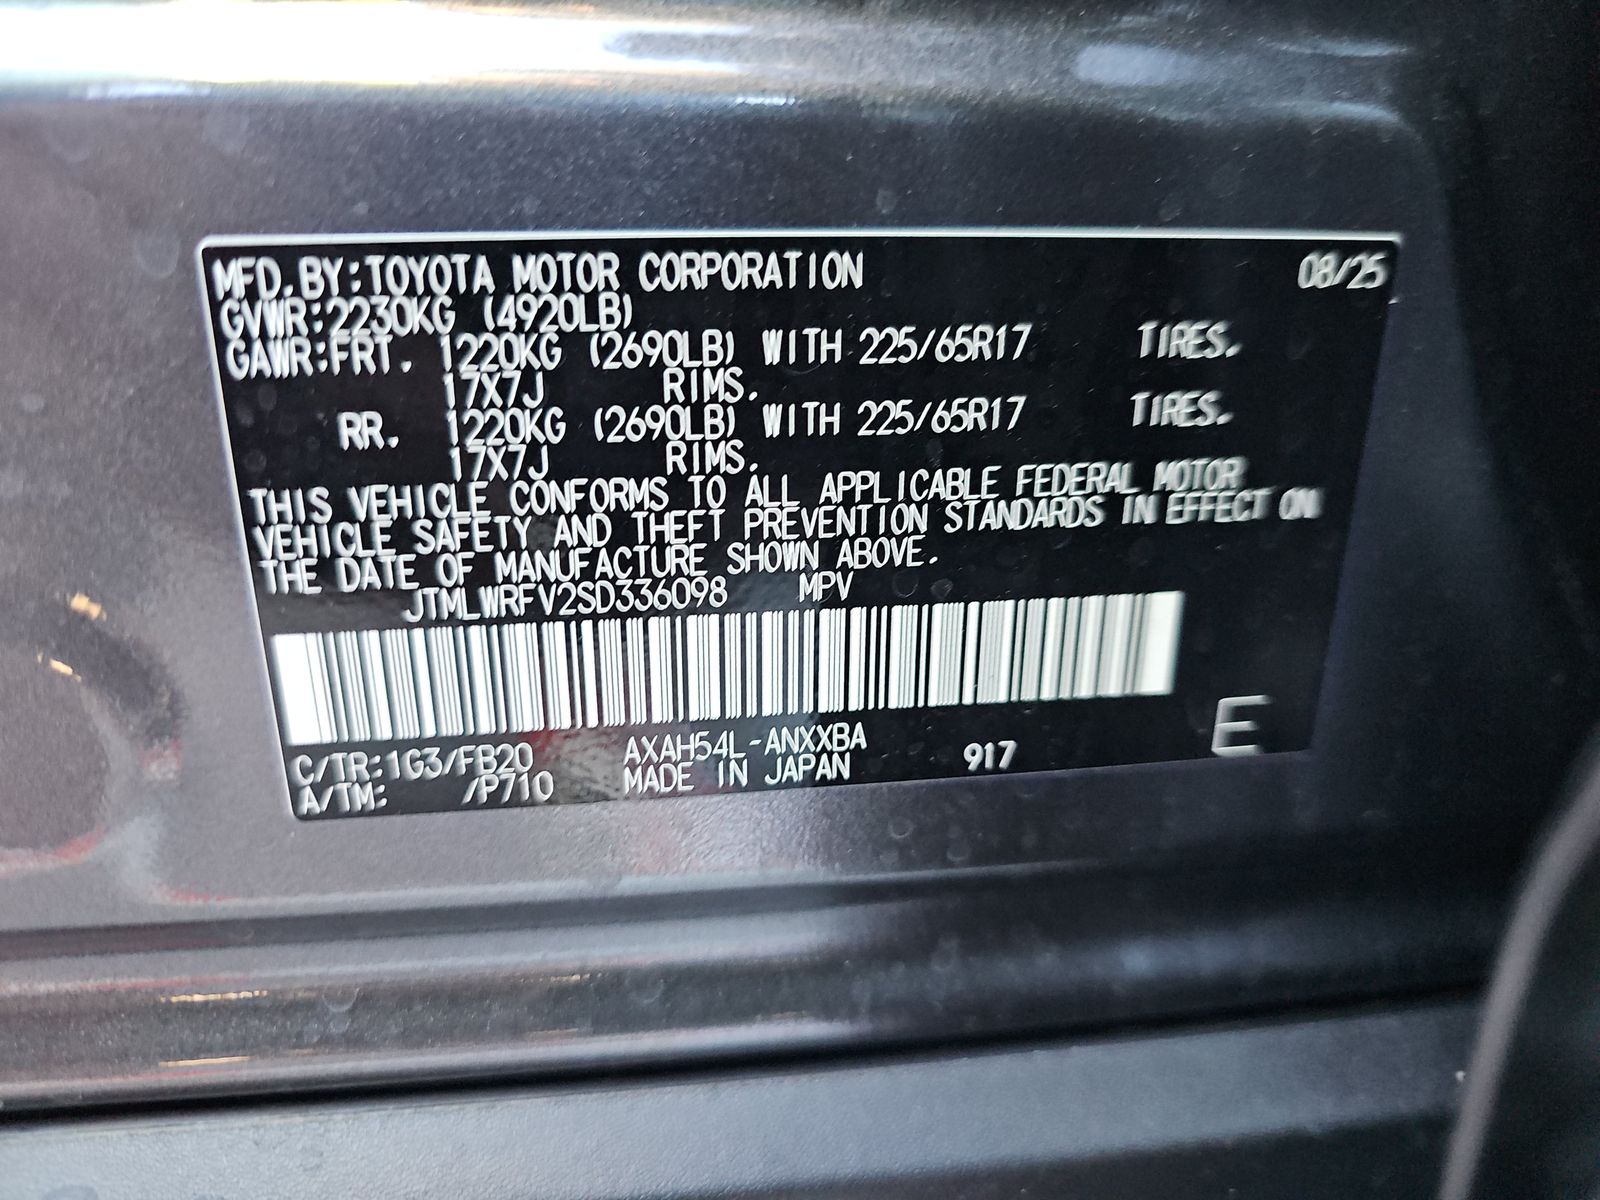 MFD. BY: TOYOTA MOTOR CORPORATION 08/25
GVWR: 2230KG (4920LB)
GAWR: FRT. 1220KG (2690LB) WITH 225/65R17 TIRES.
17X7J RIMS.
RR. 1220KG (2690LB) WITH 225/65R17 TIRES.
17X7J RIMS.
THIS VEHICLE CONFORMS TO ALL APPLICABLE FEDERAL MOTOR
VEHICLE SAFETY AND THEFT PREVENTION STANDARDS IN EFFECT ON
THE DATE OF MANUFACTURE SHOWN ABOVE.
JTMLWRFV2SD336098 MPV
C/TR: 1G3/FB20 AXAH54L-ANXXBA 917 E
A/TM: /P710 MADE IN JAPAN